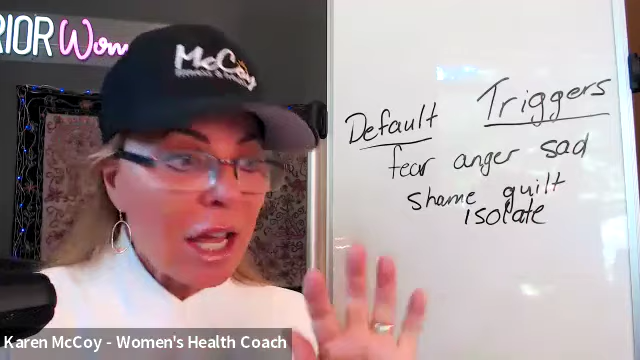 RIOR Wom
McCoy
Default Triggers
fear anger sad
shame guilt
isolate
Karen McCoy - Women's Health Coach